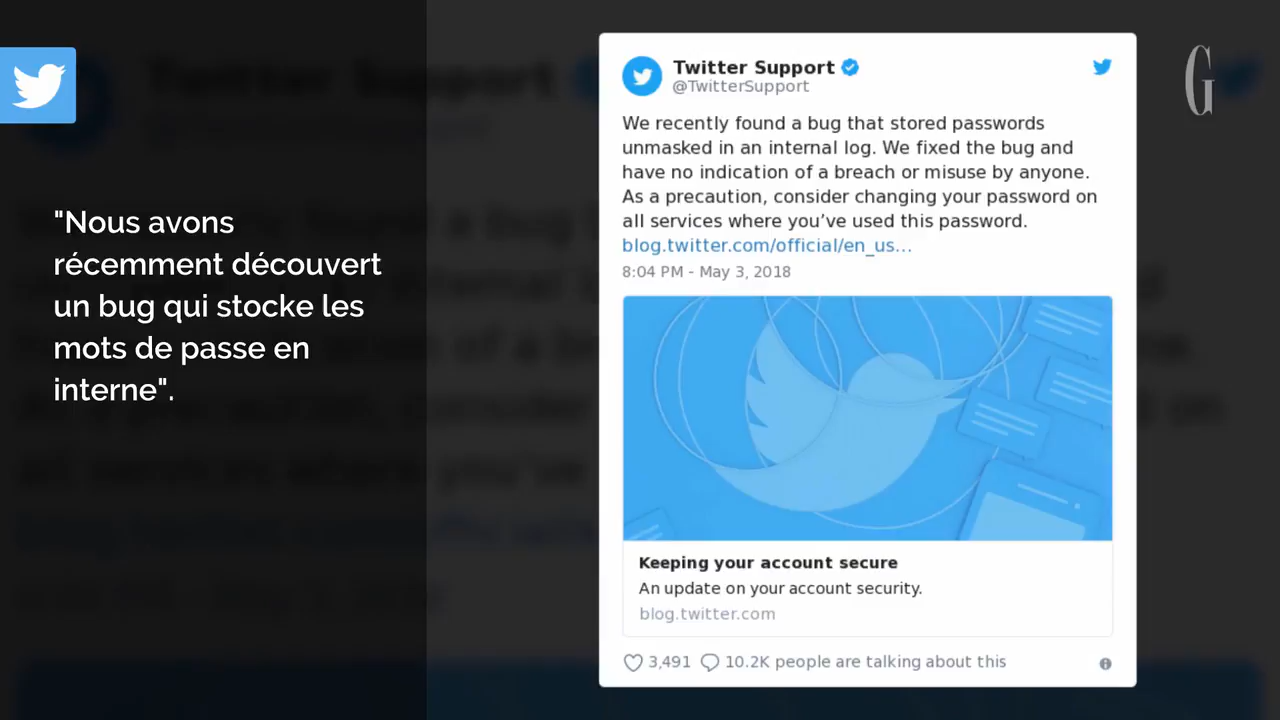 "Nous avons
récemment découvert
un bug qui stocke les
mots de passe en
interne".
G
Twitter Support
@TwitterSupport
We recently found a bug that stored passwords
unmasked in an internal log. We fixed the bug and
have no indication of a breach or misuse by anyone.
As a precaution, consider changing your password on
all services where you’ve used this password.
blog.twitter.com/official/en_us…
8:04 PM - May 3, 2018
Keeping your account secure
An update on your account security.
blog.twitter.com
3,491 10.2K people are talking about this